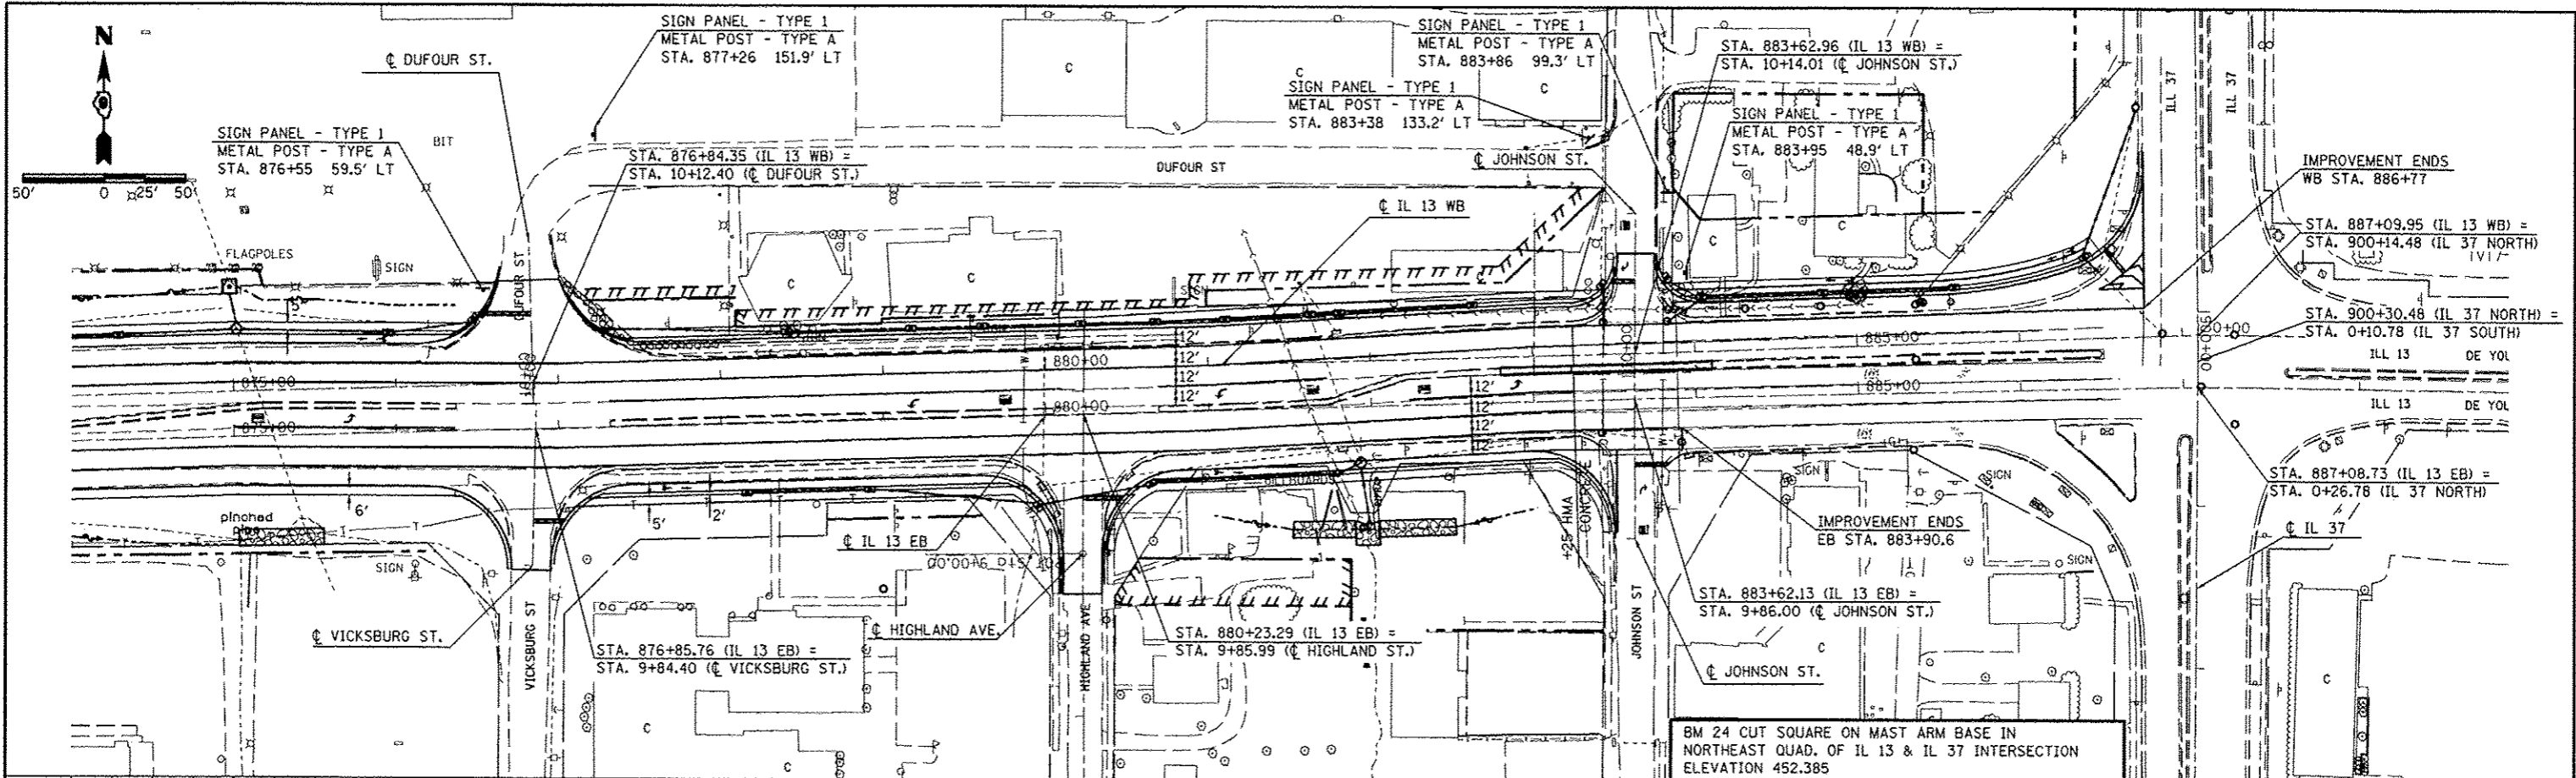 N
50' 0 25' 50'
℄ DUFOUR ST.
SIGN PANEL - TYPE 1
METAL POST - TYPE A
STA. 877+26 151.9' LT
SIGN PANEL - TYPE 1
METAL POST - TYPE A
STA. 876+55 59.5' LT
BIT
STA. 876+84.35 (IL 13 WB) =
STA. 10+12.40 (℄ DUFOUR ST.)
SIGN PANEL - TYPE 1
METAL POST - TYPE A
STA. 883+86 99.3' LT
SIGN PANEL - TYPE 1
METAL POST - TYPE A
STA. 883+38 133.2' LT
STA. 883+62.96 (IL 13 WB) =
STA. 10+14.01 (℄ JOHNSON ST.)
SIGN PANEL - TYPE 1
METAL POST - TYPE A
STA. 883+95 48.9' LT
C
C
C
℄ JOHNSON ST.
DUFOUR ST
℄ IL 13 WB
ILL 37
ILL 37
IMPROVEMENT ENDS
WB STA. 886+77
STA. 887+09.95 (IL 13 WB) =
STA. 900+14.48 (IL 37 NORTH)
STA. 900+30.48 (IL 37 NORTH) =
STA. 0+10.78 (IL 37 SOUTH)
FLAGPOLES
SIGN
DUFOUR ST
C
C
C
C
5'
12'
12'
12'
12'
875+00
880+00
885+00
875+00
880+00
885+00
12'
12'
12'
12'
ILL 13 DE YOL
ILL 13 DE YOL
STA. 887+08.73 (IL 13 EB) =
STA. 0+26.78 (IL 37 NORTH)
℄ IL 37
6'
5'
2'
pinched
pipe
SIGN
℄ IL 13 EB
BILLBOARDS
+25 HMA
CONCRETE
SIGN
SIGN
SIGN
IMPROVEMENT ENDS
EB STA. 883+90.6
STA. 883+62.13 (IL 13 EB) =
STA. 9+86.00 (℄ JOHNSON ST.)
℄ VICKSBURG ST.
VICKSBURG ST
STA. 876+85.76 (IL 13 EB) =
STA. 9+84.40 (℄ VICKSBURG ST.)
℄ HIGHLAND AVE.
HIGHLAND AVE
STA. 880+23.29 (IL 13 EB) =
STA. 9+85.99 (℄ HIGHLAND ST.)
JOHNSON ST
℄ JOHNSON ST.
C
C
C
C
BM 24 CUT SQUARE ON MAST ARM BASE IN
NORTHEAST QUAD. OF IL 13 & IL 37 INTERSECTION
ELEVATION 452.385